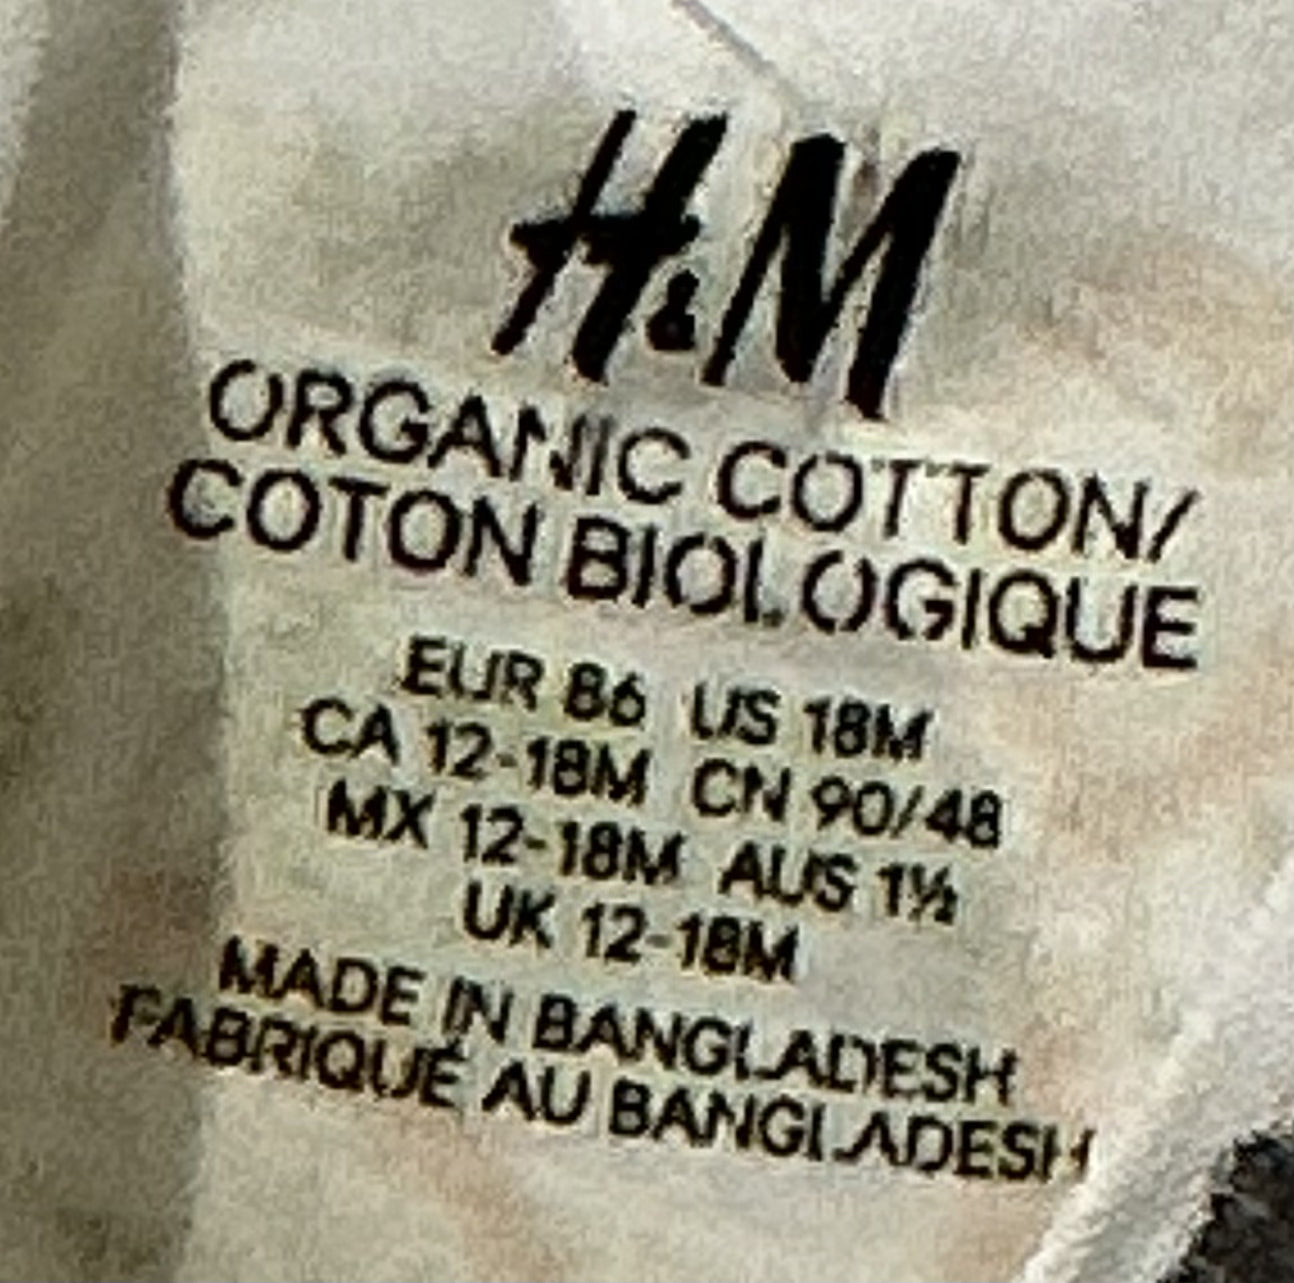 H&M
ORGANIC COTTON/
COTON BIOLOGIQUE
EUR 86 US 18M
CA 12-18M CN 90/48
MX 12-18M AUS 1½
UK 12-18M
MADE IN BANGLADESH
FABRIQUÉ AU BANGLADESH